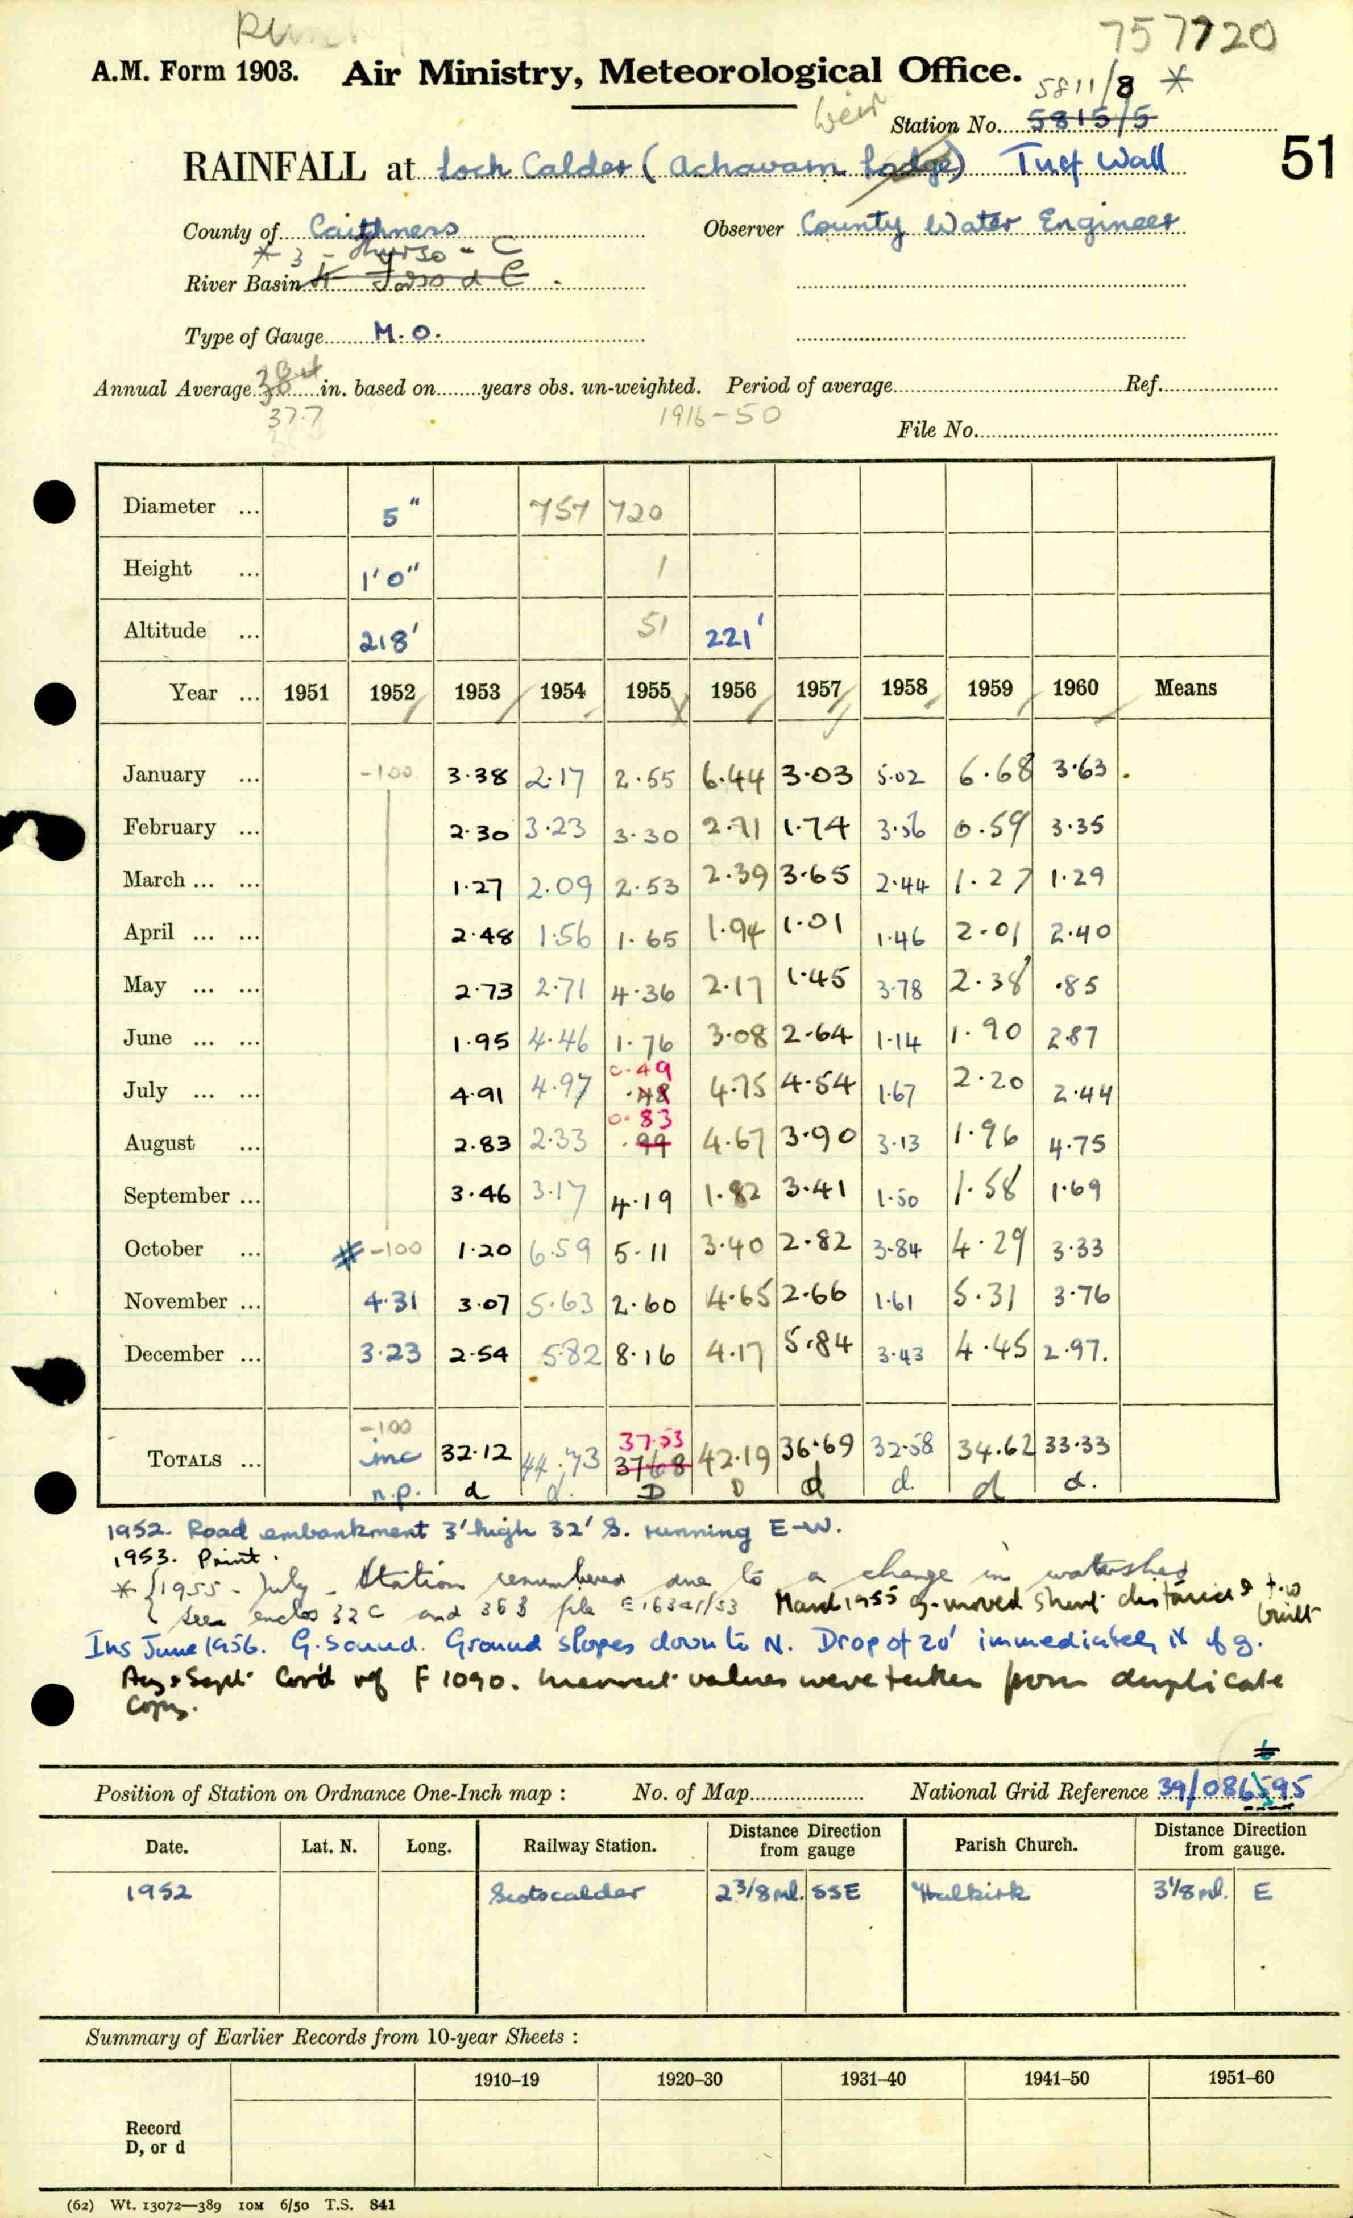 757720
A.M. Form 1903. Air Ministry, Meteorological Office.
5811/8 *
Weir
Station No. 5815/5
51
RAINFALL at Loch Calder (Achavarn Lodge) Turf Wall
County of Caithness Observer County Water Engineer
* 3 - Thurso - C
River Basin
Type of Gauge M.O.
Annual Average in. based on years obs. un-weighted. Period of average Ref.
37.7 1916-50
File No.
Diameter ... 5" 757 720
Height ... 1'0" 1
Altitude ... 218' 51 221'
Year ... 1951 1952 1953 1954 1955 1956 1957 1958 1959 1960 Means
January ... -100 3.38 2.17 2.55 6.44 3.03 5.02 6.68 3.63
February ... 2.30 3.23 3.30 2.71 1.74 3.56 0.59 3.35
March ... ... 1.27 2.09 2.53 2.39 3.65 2.44 1.27 1.29
April ... ... 2.48 1.56 1.65 1.94 1.01 1.46 2.01 2.40
May ... ... 2.73 2.71 4.36 2.17 1.45 3.78 2.38 .85
June ... ... 1.95 4.46 1.76 3.08 2.64 1.14 1.90 2.87
0.49
July ... ... 4.91 4.97 .48 4.75 4.54 1.67 2.20 2.44
0.83
August ... 2.83 2.33 .99 4.67 3.90 3.13 1.96 4.75
September ... 3.46 3.17 4.19 1.82 3.41 1.50 1.58 1.69
October ... # -100 1.20 6.59 5.11 3.40 2.82 3.84 4.29 3.33
November ... 4.31 3.07 5.63 2.60 4.65 2.66 1.61 5.31 3.76
December ... 3.23 2.54 5.82 8.16 4.17 5.84 3.43 4.45 2.97.
-100 37.53
TOTALS ... inc 32.12 44.73 37.68 42.19 36.69 32.58 34.62 33.33
n.p. d d. D D d d. d d.
1952. Road embankment 3' high 32' S. running E-W.
1953. Print.
* {1955 - July - Station renumbered due to a change in watershed
see enclos 32C and 36B file March 1955 g. moved short distance & t.w built
Ins June 1956. G. Sound. Ground slopes down to N. Drop of 20' immediately N of g.
Aug & Sept Cor'd ref F 1090. Incorrect values were taken from duplicate
copy.
6
Position of Station on Ordnance One-Inch map : No. of Map National Grid Reference 39/086595
Date. Lat. N. Long. Railway Station. Distance from gauge Direction Parish Church. Distance from gauge. Direction
1952 Scotscalder 2 3/8 ml. SSE Halkirk 3 1/8 ml. E
Summary of Earlier Records from 10-year Sheets :
1910–19 1920–30 1931–40 1941–50 1951–60
Record
D, or d
(62) Wt. 13072—389 10M 6/50 T.S. 841